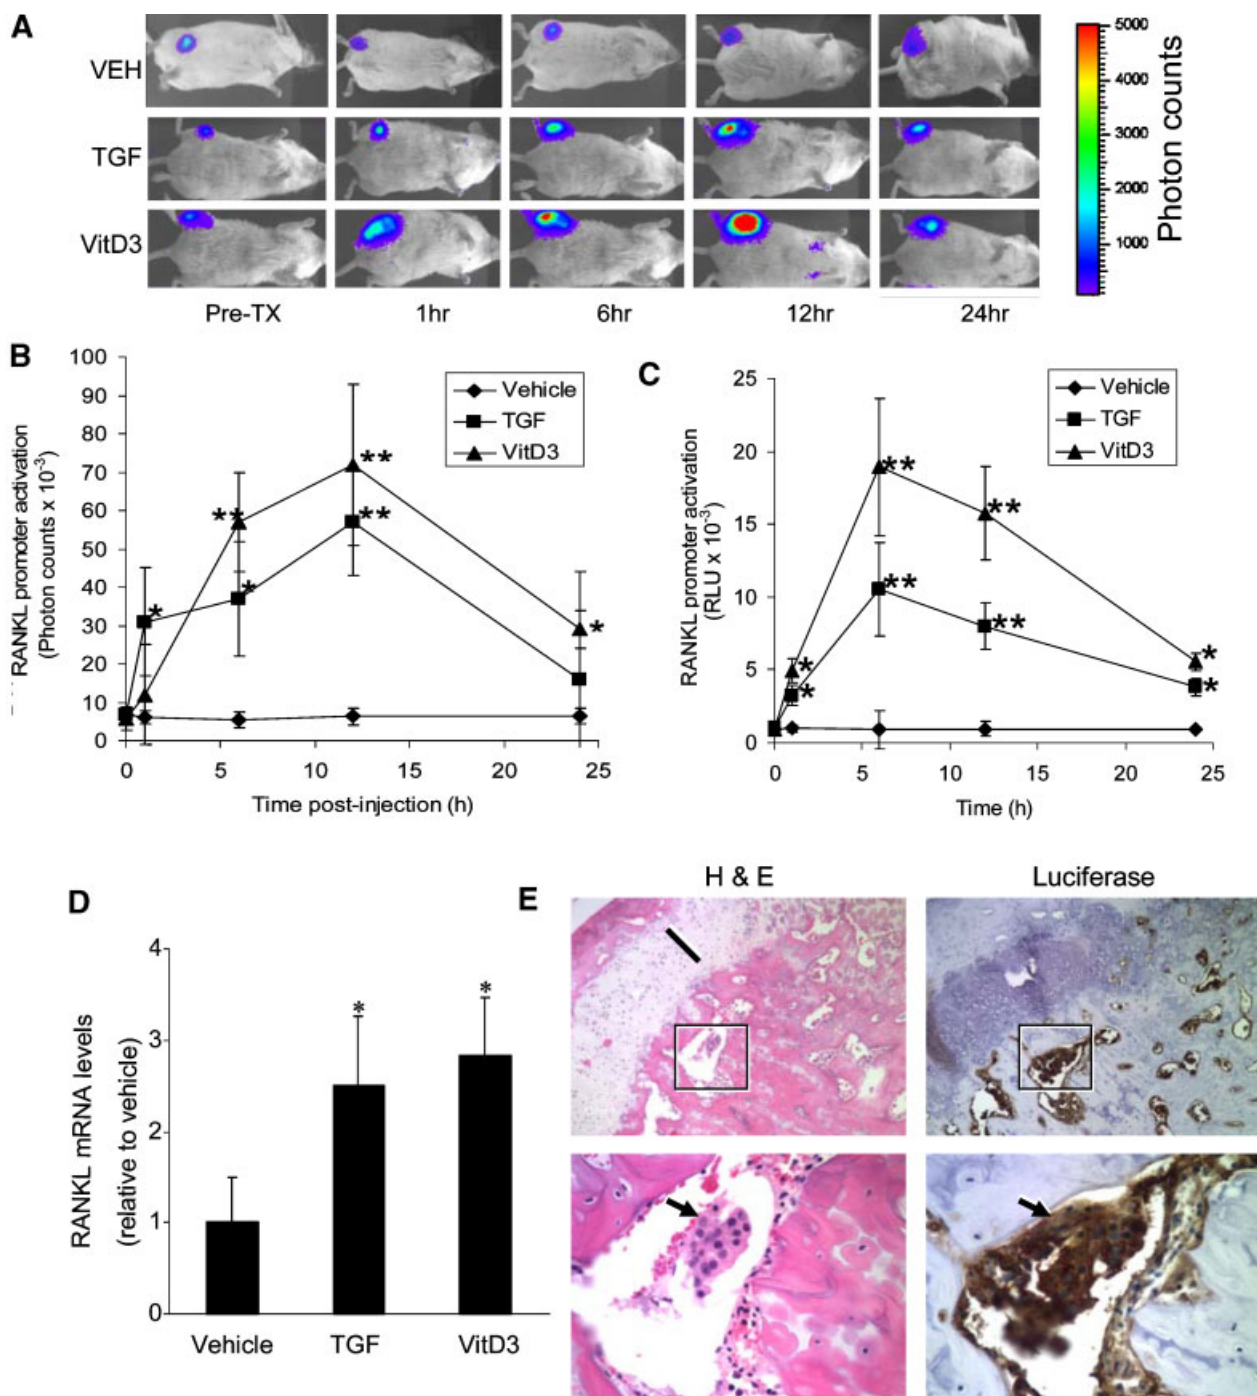 A
VEH
TGF
VitD3
Pre-TX
1hr
6hr
12hr
24hr
5000
4000
3000
2000
1000
Photon counts
B
RANKL promoter activation
(Photon counts x 10-3)
100
90
80
70
60
50
40
30
20
10
0
Vehicle
TGF
VitD3
**
**
**
*
*
*
0
5
10
15
20
25
Time post-injection (h)
C
RANKL promoter activation
(RLU x 10-3)
25
20
15
10
5
0
Vehicle
TGF
VitD3
**
**
**
**
*
*
*
*
0
5
10
15
20
25
Time (h)
D
RANKL mRNA levels
(relative to vehicle)
4
3
2
1
0
*
*
Vehicle
TGF
VitD3
E
H & E
Luciferase